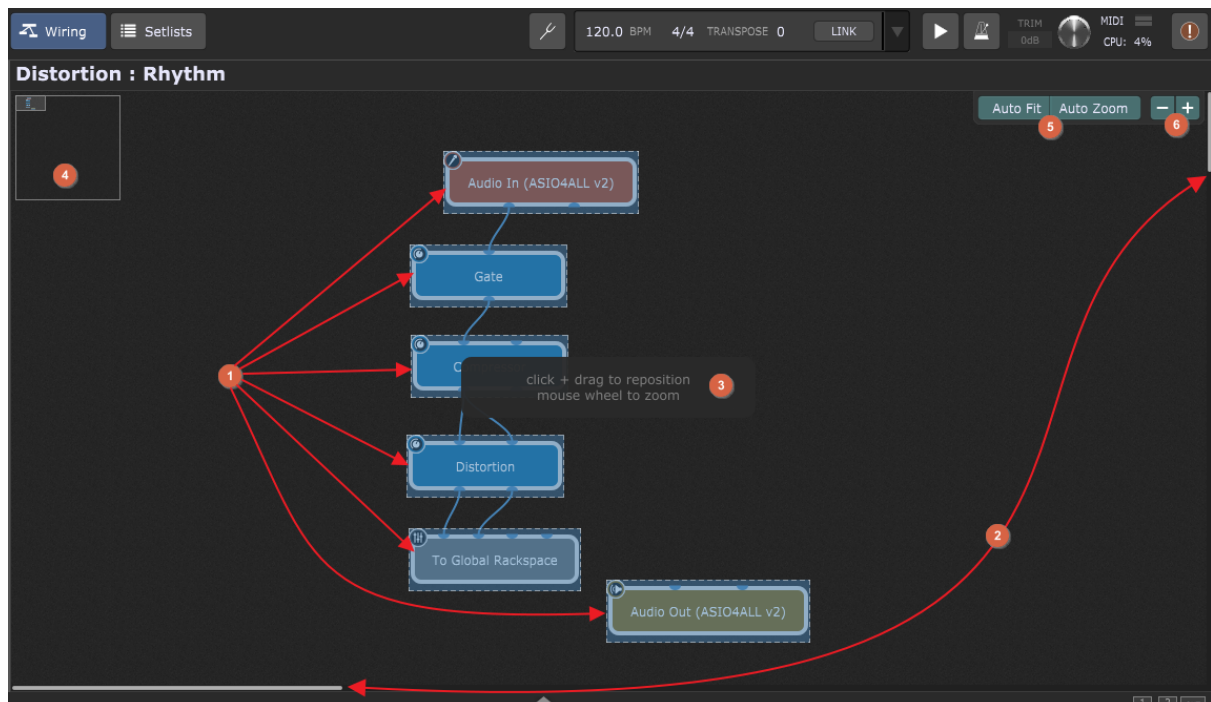 Wiring
Setlists
120.0 BPM 4/4 TRANSPOSE 0 LINK
TRIM
0dB
MIDI
CPU: 4%
Distortion : Rhythm
Auto Fit Auto Zoom − +
5
6
4
Audio In (ASIO4ALL v2)
Gate
1
C
click + drag to reposition
mouse wheel to zoom
3
Distortion
2
To Global Rackspace
Audio Out (ASIO4ALL v2)